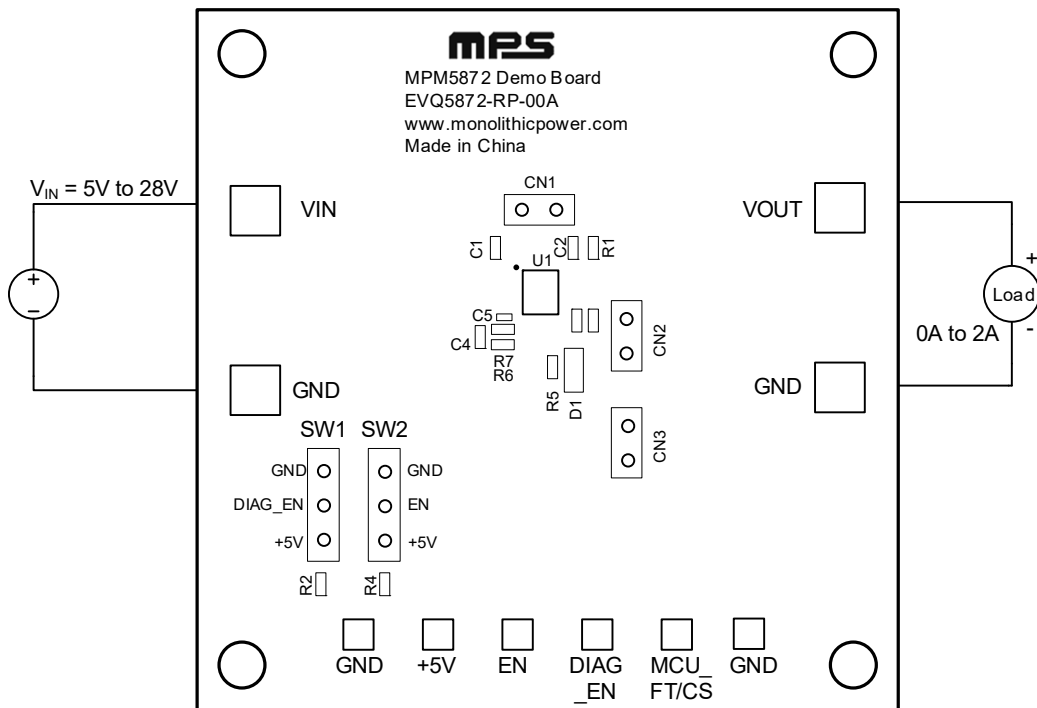 MPS
MPM5872 Demo Board
EVQ5872-RP-00A
www.monolithicpower.com
Made in China
VIN = 5V to 28V
VIN
CN1
VOUT
C1
C2
R1
U1
+
−
+
Load
-
0A to 2A
C5
C4
R7
R6
CN2
R5
D1
GND
GND
CN3
SW1
SW2
GND
GND
DIAG_EN
EN
+5V
+5V
R2
R4
GND
+5V
EN
DIAG
_EN
MCU_
FT/CS
GND